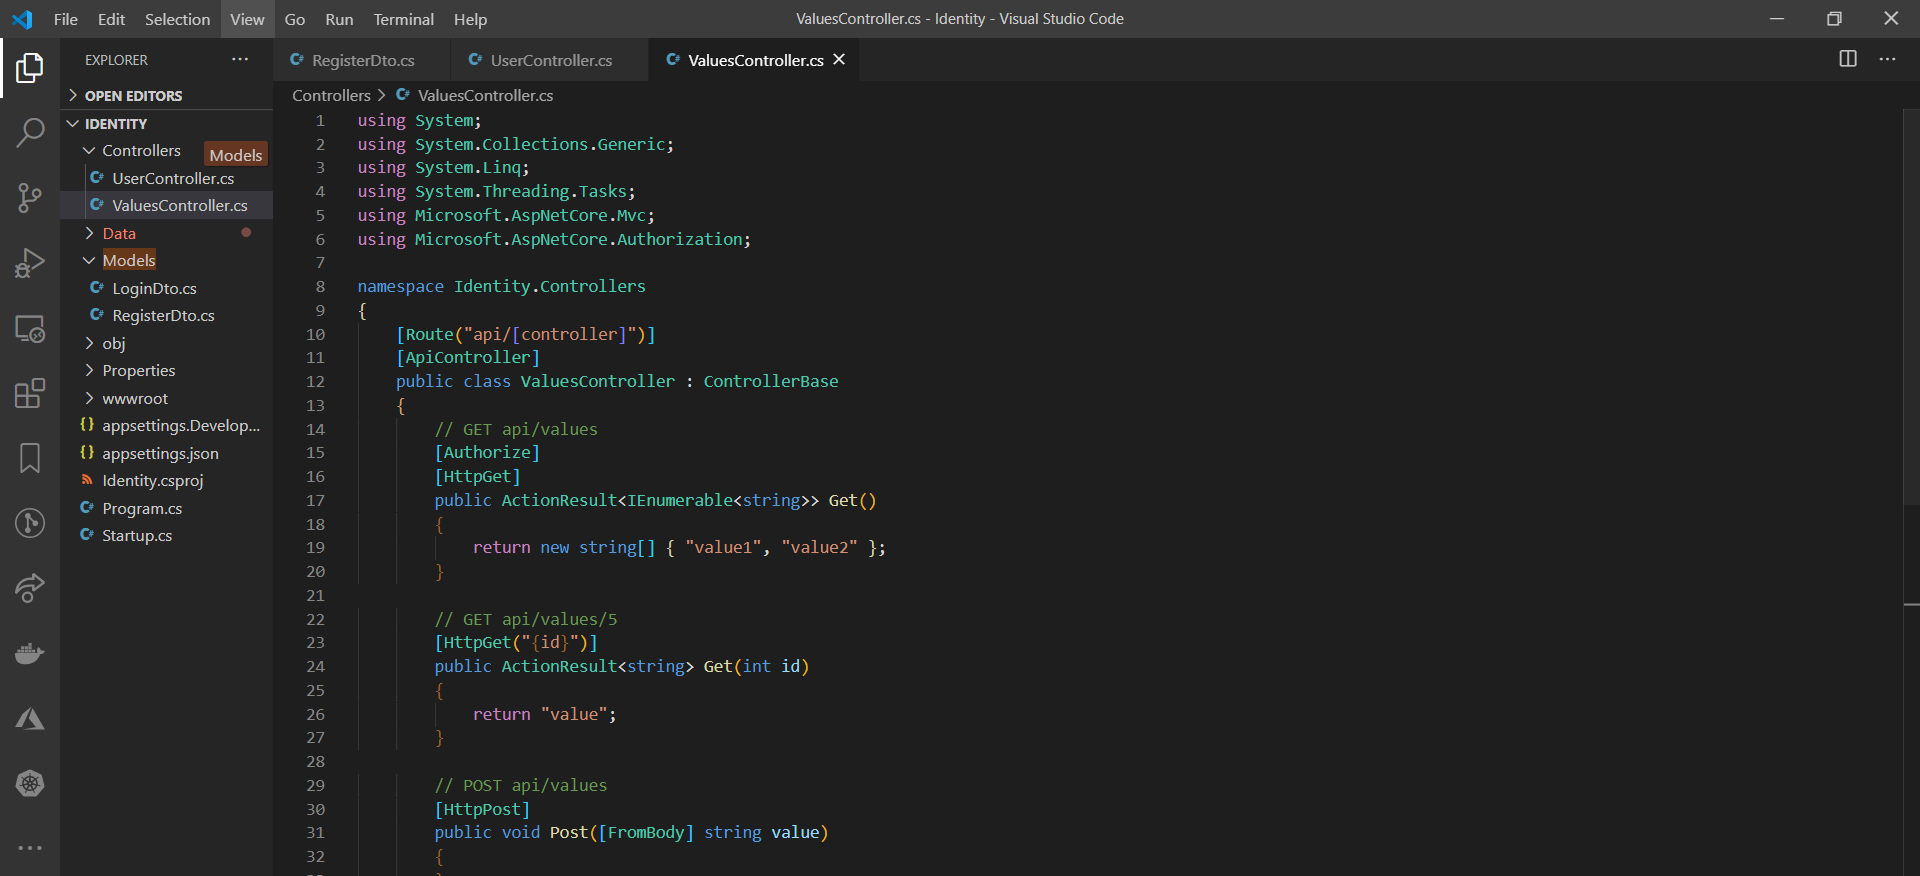 File Edit Selection View Go Run Terminal Help
ValuesController.cs - Identity - Visual Studio Code
EXPLORER
OPEN EDITORS
IDENTITY
Controllers
Models
UserController.cs
ValuesController.cs
Data
Models
LoginDto.cs
RegisterDto.cs
obj
Properties
wwwroot
appsettings.Develop...
appsettings.json
Identity.csproj
Program.cs
Startup.cs
RegisterDto.cs UserController.cs ValuesController.cs
Controllers > ValuesController.cs
1 using System;
2 using System.Collections.Generic;
3 using System.Linq;
4 using System.Threading.Tasks;
5 using Microsoft.AspNetCore.Mvc;
6 using Microsoft.AspNetCore.Authorization;
7
8 namespace Identity.Controllers
9 {
10 [Route("api/[controller]")]
11 [ApiController]
12 public class ValuesController : ControllerBase
13 {
14 // GET api/values
15 [Authorize]
16 [HttpGet]
17 public ActionResult<IEnumerable<string>> Get()
18 {
19 return new string[] { "value1", "value2" };
20 }
21
22 // GET api/values/5
23 [HttpGet("{id}")]
24 public ActionResult<string> Get(int id)
25 {
26 return "value";
27 }
28
29 // POST api/values
30 [HttpPost]
31 public void Post([FromBody] string value)
32 {